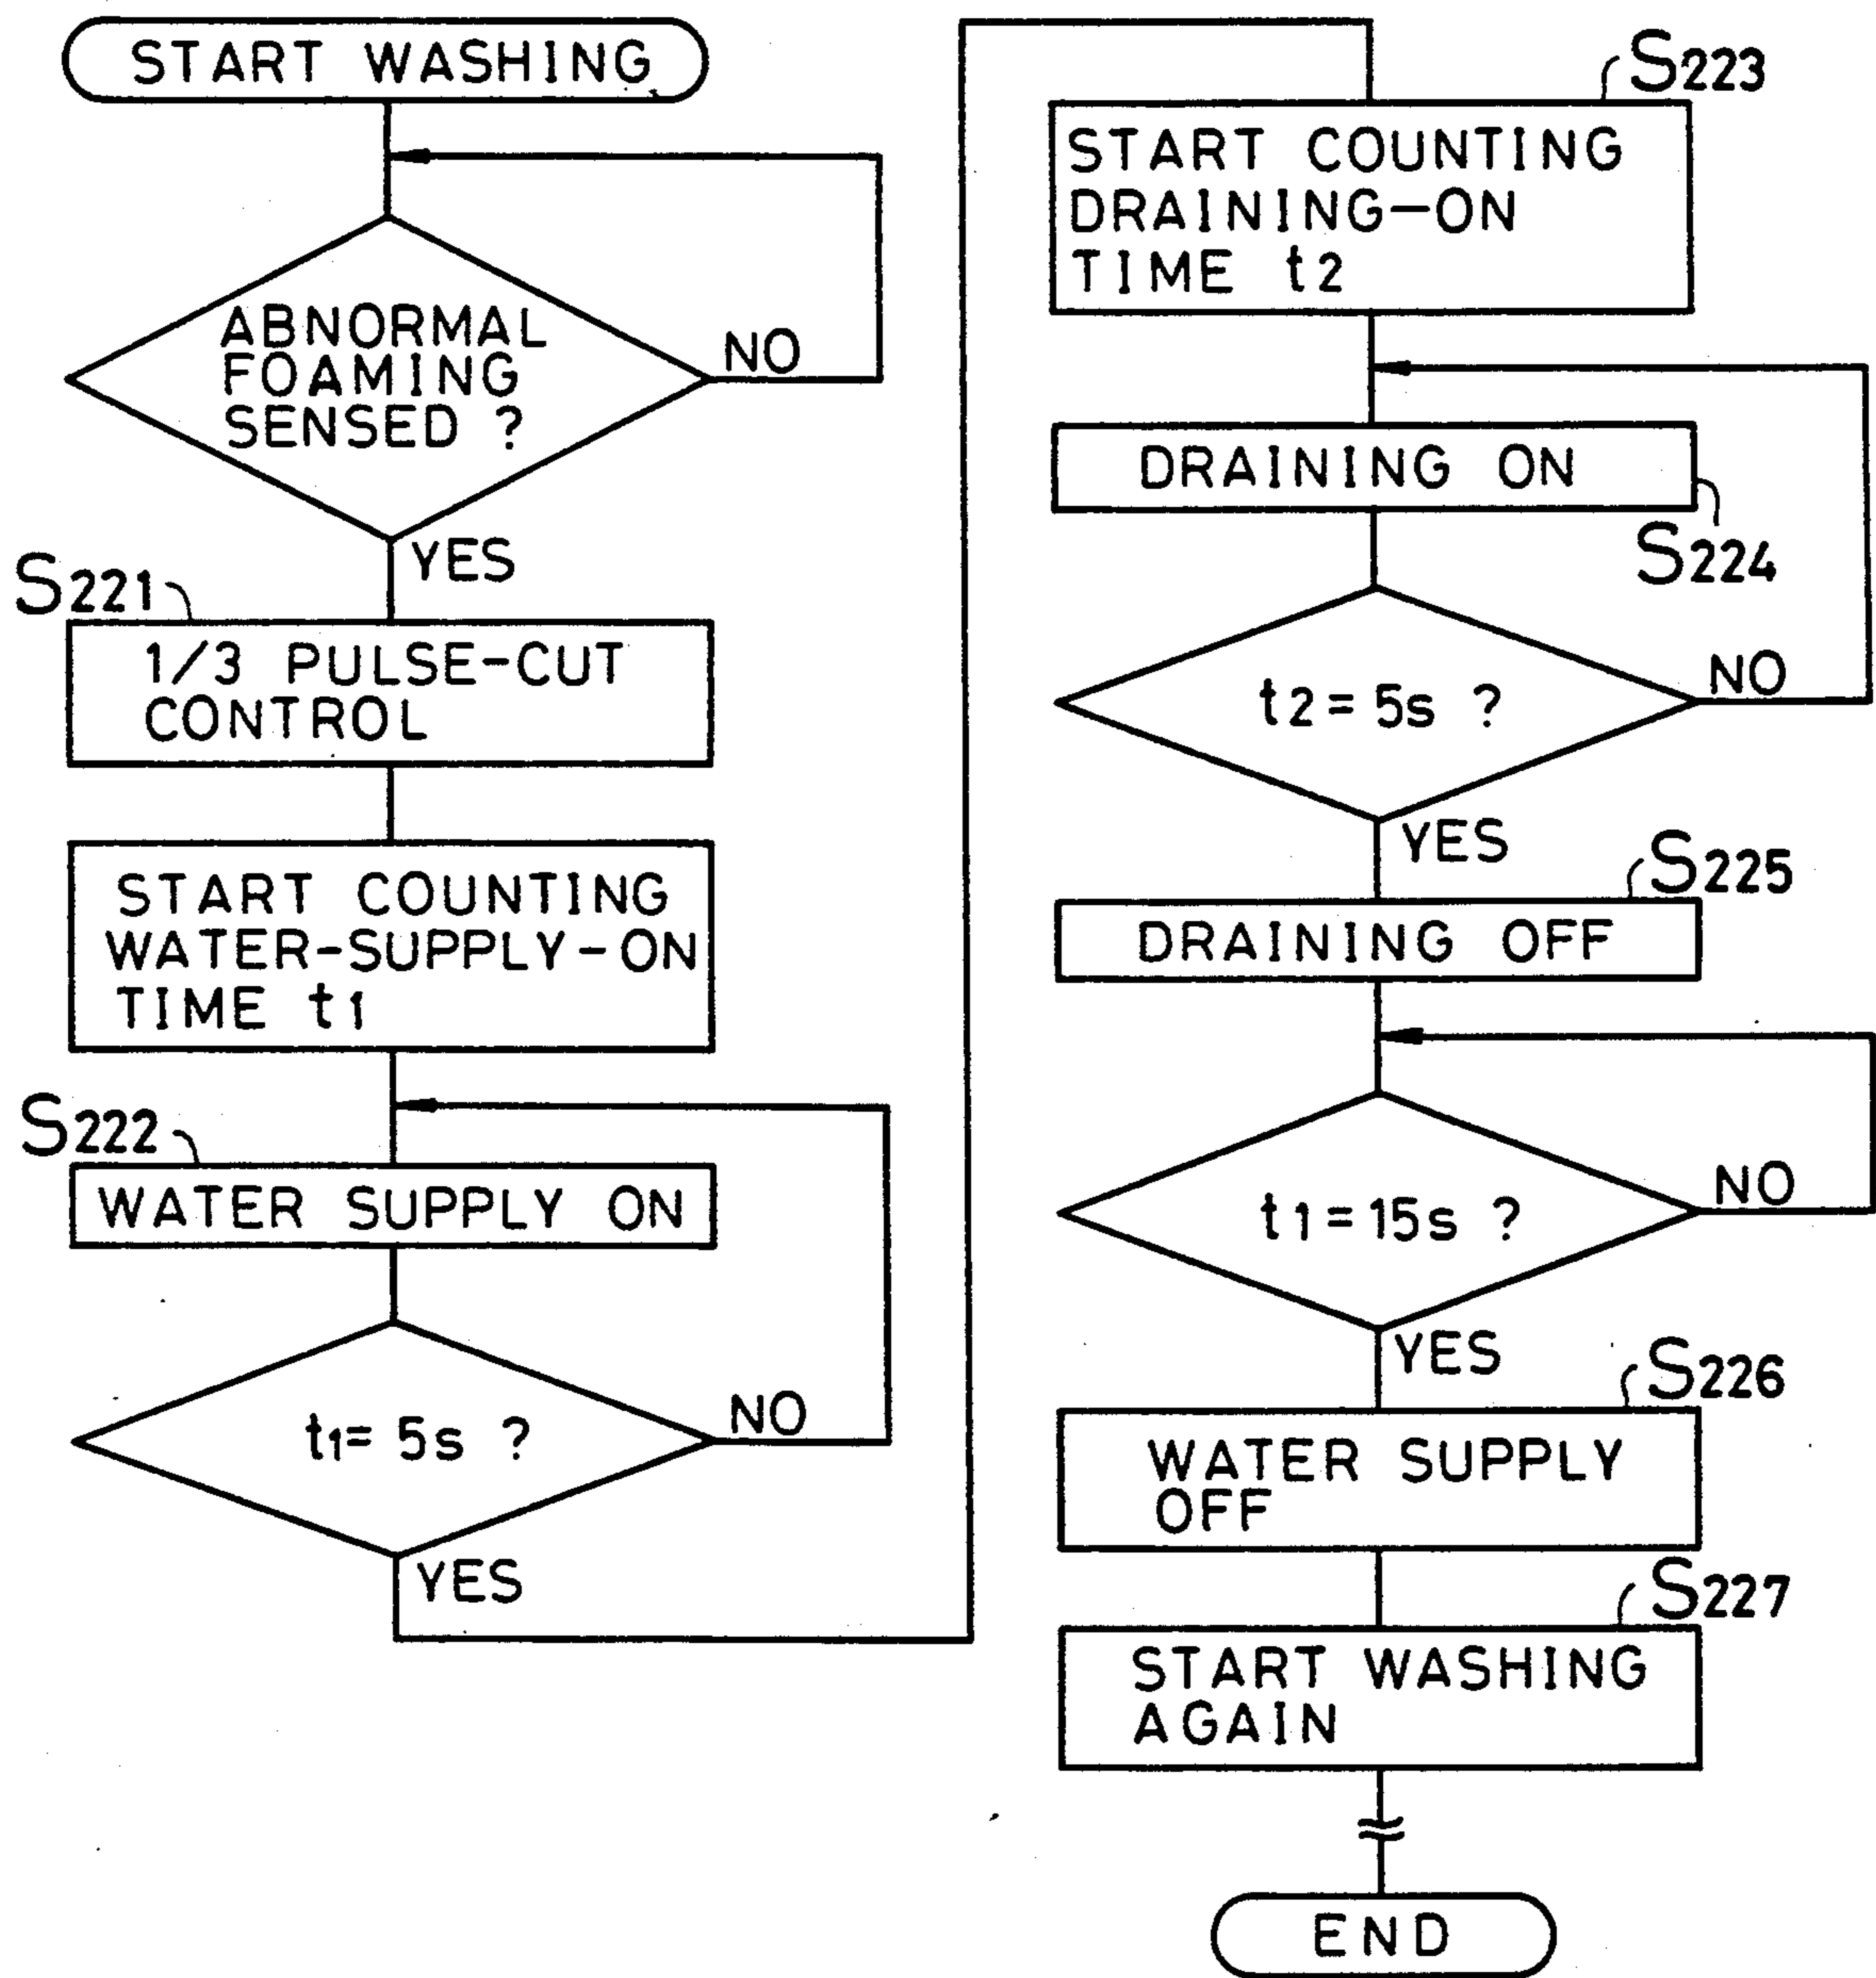 START WASHING
ABNORMAL
FOAMING
SENSED ?
NO
YES
S221
1/3 PULSE-CUT
CONTROL
START COUNTING
WATER-SUPPLY-ON
TIME t1
S222
WATER SUPPLY ON
t1= 5s ?
NO
YES
S223
START COUNTING
DRAINING-ON
TIME t2
DRAINING ON
S224
t2= 5s ?
NO
YES
S225
DRAINING OFF
t1=15s ?
NO
YES
S226
WATER SUPPLY
OFF
S227
START WASHING
AGAIN
END